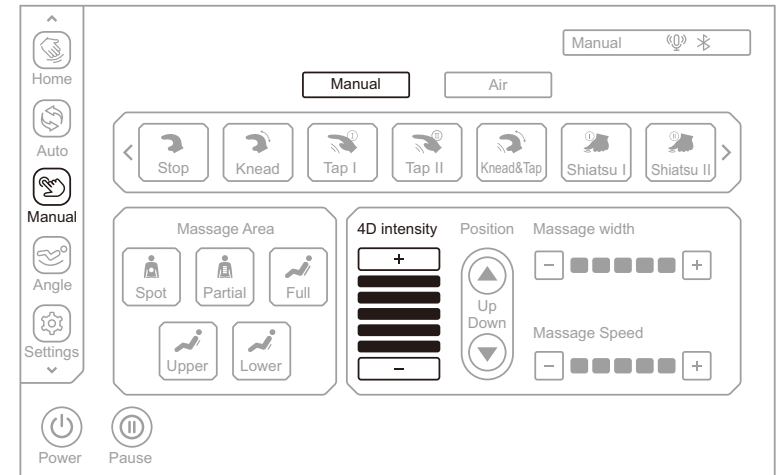 Manual
Home
Manual
Air
Auto
Stop
Knead
Tap I
Tap II
Knead&Tap
Shiatsu I
Shiatsu II
Manual
Massage Area
4D intensity
Position
Massage width
+
-
+
Angle
Spot
Partial
Full
Up
Down
Massage Speed
Settings
Upper
Lower
-
-
+
Power
Pause